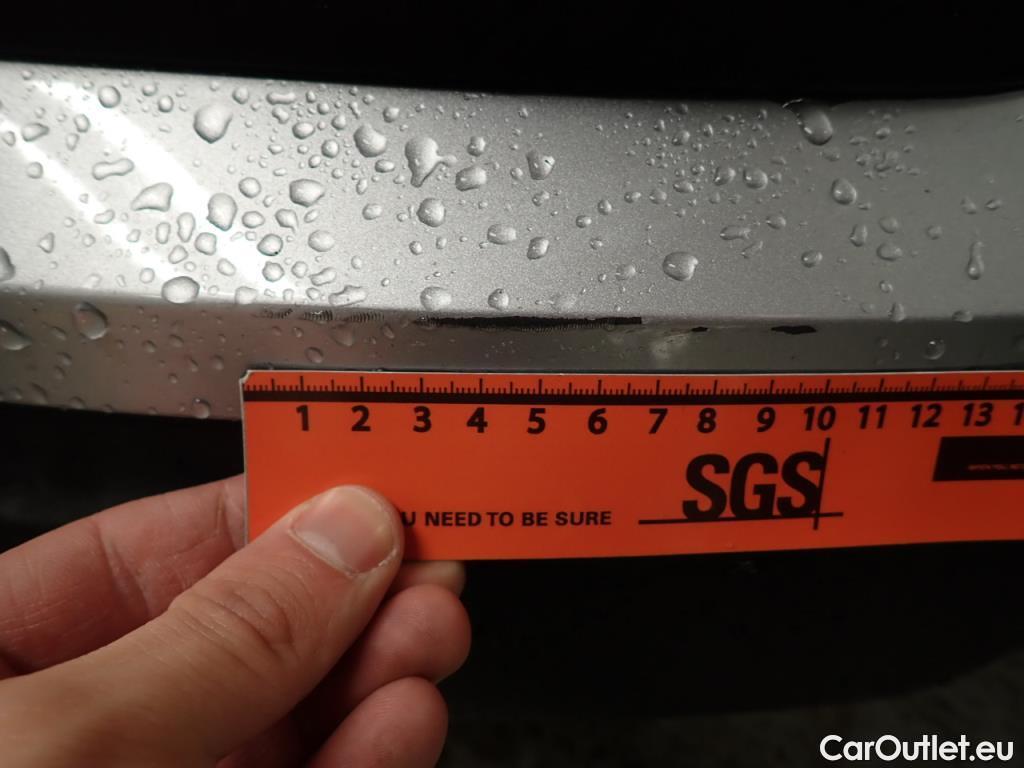 1 2 3 4 5 6 7 8 9 10 11 12 13
SGS
NEED TO BE SURE
CarOutlet.eu